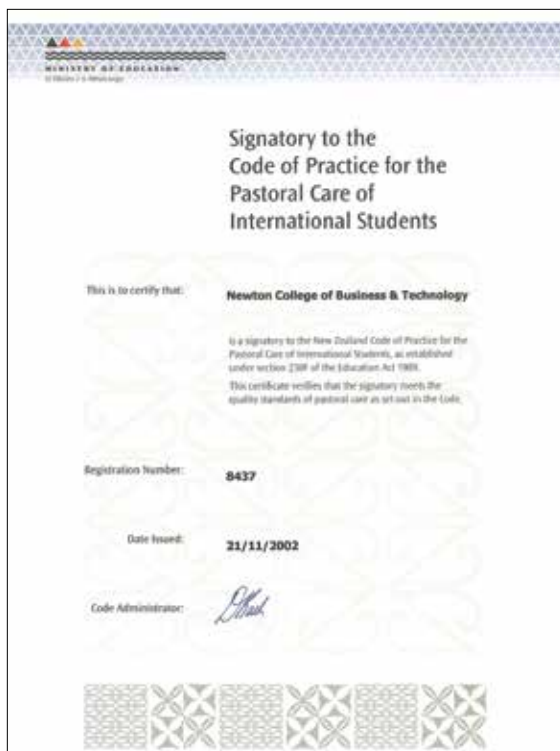 MINISTRY OF EDUCATION
Signatory to the
Code of Practice for the
Pastoral Care of
International Students
This is to certify that:
Newton College of Business & Technology
is a signatory to the New Zealand Code of Practice for the
Pastoral Care of International Students, as established
under section 238F of the Education Act 1989.
This certificate verifies that the signatory meets the
quality standards of pastoral care as set out in the Code.
Registration Number:
8437
Date Issued:
21/11/2002
Code Administrator: